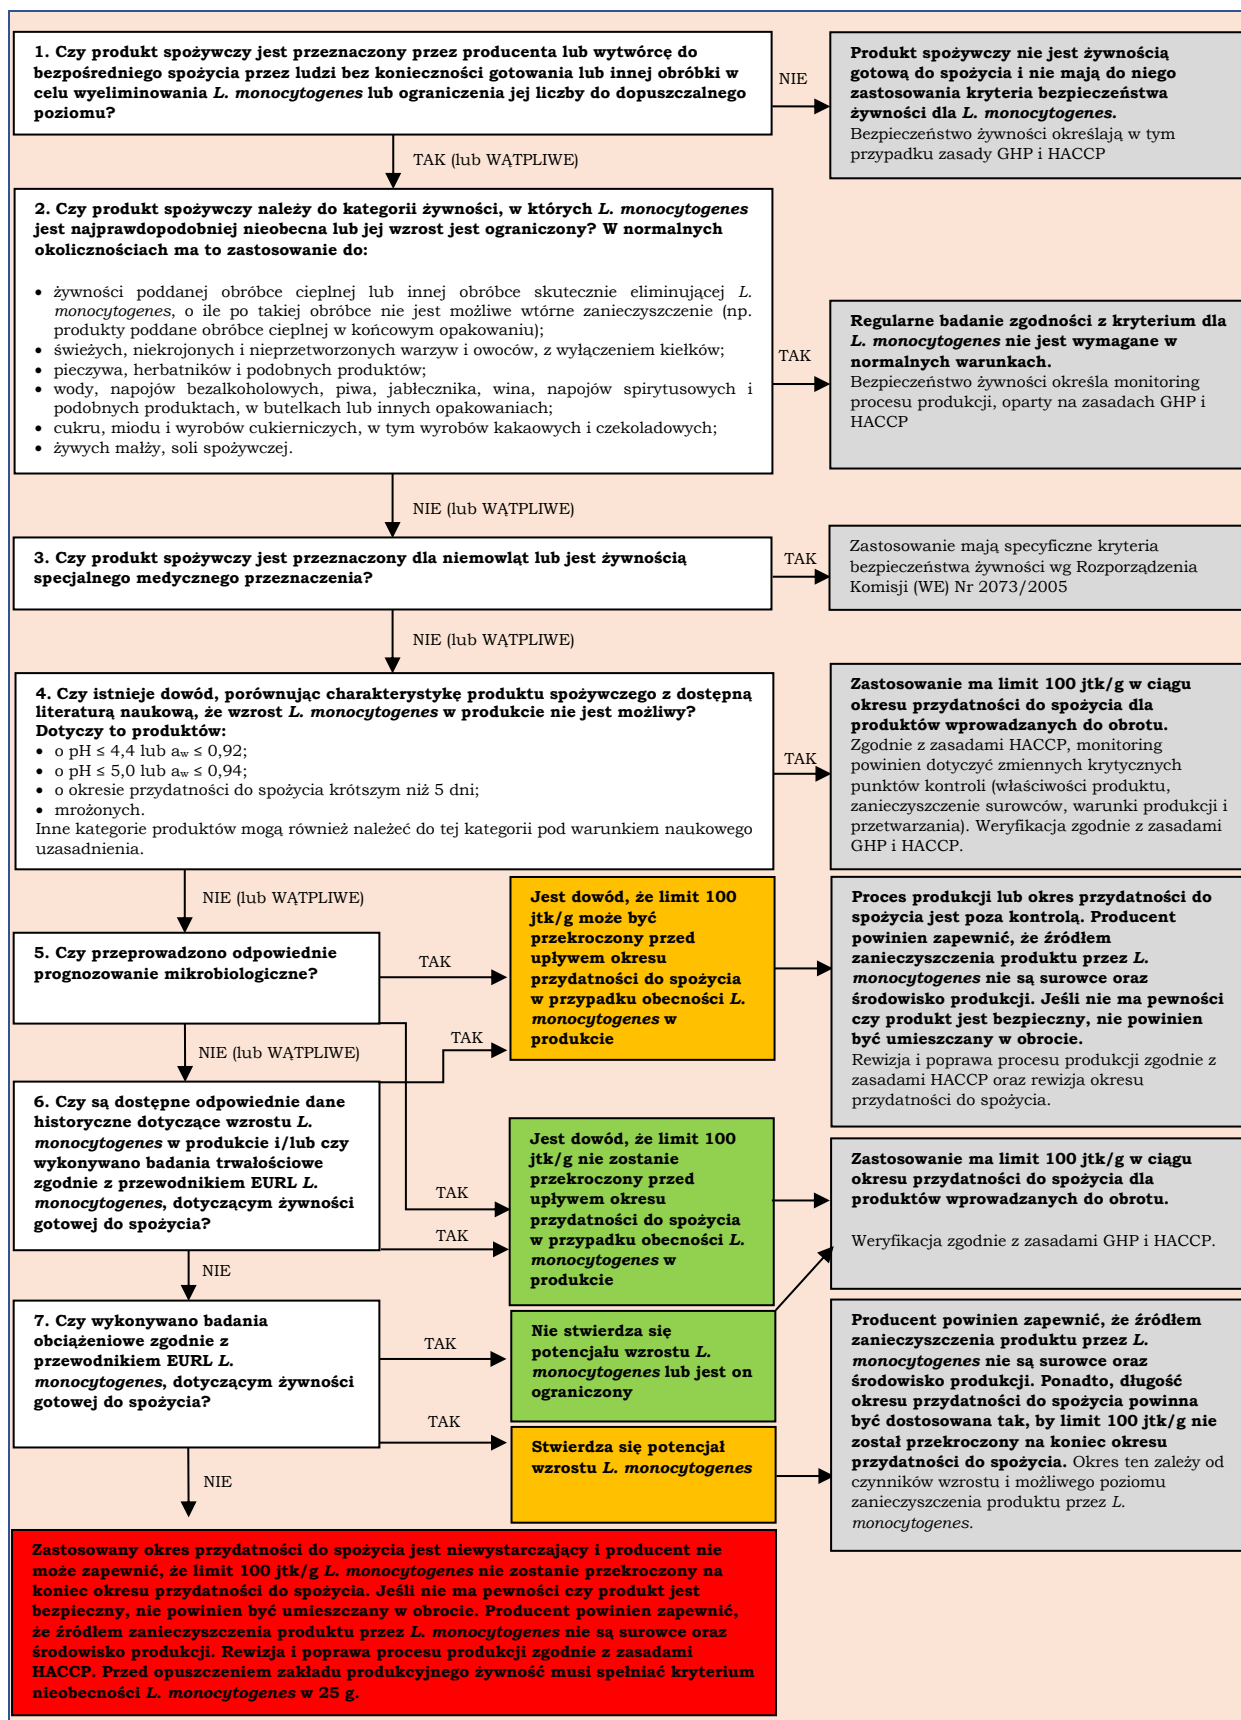 1. Czy produkt spożywczy jest przeznaczony przez producenta lub wytwórcę do
bezpośredniego spożycia przez ludzi bez konieczności gotowania lub innej obróbki w
celu wyeliminowania L. monocytogenes lub ograniczenia jej liczby do dopuszczalnego
poziomu?
NIE
Produkt spożywczy nie jest żywnością
gotową do spożycia i nie mają do niego
zastosowania kryteria bezpieczeństwa
żywności dla L. monocytogenes.
Bezpieczeństwo żywności określają w tym
przypadku zasady GHP i HACCP
TAK (lub WĄTPLIWE)
2. Czy produkt spożywczy należy do kategorii żywności, w których L. monocytogenes
jest najprawdopodobniej nieobecna lub jej wzrost jest ograniczony? W normalnych
okolicznościach ma to zastosowanie do:
• żywności poddanej obróbce cieplnej lub innej obróbce skutecznie eliminującej L.
monocytogenes, o ile po takiej obróbce nie jest możliwe wtórne zanieczyszczenie (np.
produkty poddane obróbce cieplnej w końcowym opakowaniu);
• świeżych, niekrojonych i nieprzetworzonych warzyw i owoców, z wyłączeniem kiełków;
• pieczywa, herbatników i podobnych produktów;
• wody, napojów bezalkoholowych, piwa, jabłecznika, wina, napojów spirytusowych i
podobnych produktach, w butelkach lub innych opakowaniach;
• cukru, miodu i wyrobów cukierniczych, w tym wyrobów kakaowych i czekoladowych;
• żywych małży, soli spożywczej.
TAK
Regularne badanie zgodności z kryterium dla
L. monocytogenes nie jest wymagane w
normalnych warunkach.
Bezpieczeństwo żywności określa monitoring
procesu produkcji, oparty na zasadach GHP i
HACCP
NIE (lub WĄTPLIWE)
3. Czy produkt spożywczy jest przeznaczony dla niemowląt lub jest żywnością
specjalnego medycznego przeznaczenia?
TAK
Zastosowanie mają specyficzne kryteria
bezpieczeństwa żywności wg Rozporządzenia
Komisji (WE) Nr 2073/2005
NIE (lub WĄTPLIWE)
4. Czy istnieje dowód, porównując charakterystykę produktu spożywczego z dostępną
literaturą naukową, że wzrost L. monocytogenes w produkcie nie jest możliwy?
Dotyczy to produktów:
• o pH ≤ 4,4 lub aw ≤ 0,92;
• o pH ≤ 5,0 lub aw ≤ 0,94;
• o okresie przydatności do spożycia krótszym niż 5 dni;
• mrożonych.
Inne kategorie produktów mogą również należeć do tej kategorii pod warunkiem naukowego
uzasadnienia.
TAK
Zastosowanie ma limit 100 jtk/g w ciągu
okresu przydatności do spożycia dla
produktów wprowadzanych do obrotu.
Zgodnie z zasadami HACCP, monitoring
powinien dotyczyć zmiennych krytycznych
punktów kontroli (właściwości produktu,
zanieczyszczenie surowców, warunki produkcji i
przetwarzania). Weryfikacja zgodnie z zasadami
GHP i HACCP.
NIE (lub WĄTPLIWE)
5. Czy przeprowadzono odpowiednie
prognozowanie mikrobiologiczne?
TAK
Jest dowód, że limit 100
jtk/g może być
przekroczony przed
upływem okresu
przydatności do spożycia
w przypadku obecności L.
monocytogenes w
produkcie
Proces produkcji lub okres przydatności do
spożycia jest poza kontrolą. Producent
powinien zapewnić, że źródłem
zanieczyszczenia produktu przez L.
monocytogenes nie są surowce oraz
środowisko produkcji. Jeśli nie ma pewności
czy produkt jest bezpieczny, nie powinien
być umieszczany w obrocie.
Rewizja i poprawa procesu produkcji zgodnie z
zasadami HACCP oraz rewizja okresu
przydatności do spożycia.
NIE (lub WĄTPLIWE)
TAK
6. Czy są dostępne odpowiednie dane
historyczne dotyczące wzrostu L.
monocytogenes w produkcie i/lub czy
wykonywano badania trwałościowe
zgodnie z przewodnikiem EURL L.
monocytogenes, dotyczącym żywności
gotowej do spożycia?
TAK
TAK
Jest dowód, że limit 100
jtk/g nie zostanie
przekroczony przed
upływem okresu
przydatności do spożycia
w przypadku obecności L.
monocytogenes w
produkcie
Zastosowanie ma limit 100 jtk/g w ciągu
okresu przydatności do spożycia dla
produktów wprowadzanych do obrotu.
Weryfikacja zgodnie z zasadami GHP i HACCP.
NIE
7. Czy wykonywano badania
obciążeniowe zgodnie z
przewodnikiem EURL L.
monocytogenes, dotyczącym żywności
gotowej do spożycia?
TAK
Nie stwierdza się
potencjału wzrostu L.
monocytogenes lub jest on
ograniczony
TAK
Stwierdza się potencjał
wzrostu L. monocytogenes
Producent powinien zapewnić, że źródłem
zanieczyszczenia produktu przez L.
monocytogenes nie są surowce oraz
środowisko produkcji. Ponadto, długość
okresu przydatności do spożycia powinna
być dostosowana tak, by limit 100 jtk/g nie
został przekroczony na koniec okresu
przydatności do spożycia. Okres ten zależy od
czynników wzrostu i możliwego poziomu
zanieczyszczenia produktu przez L.
monocytogenes.
NIE
Zastosowany okres przydatności do spożycia jest niewystarczający i producent nie
może zapewnić, że limit 100 jtk/g L. monocytogenes nie zostanie przekroczony na
koniec okresu przydatności do spożycia. Jeśli nie ma pewności czy produkt jest
bezpieczny, nie powinien być umieszczany w obrocie. Producent powinien zapewnić,
że źródłem zanieczyszczenia produktu przez L. monocytogenes nie są surowce oraz
środowisko produkcji. Rewizja i poprawa procesu produkcji zgodnie z zasadami
HACCP. Przed opuszczeniem zakładu produkcyjnego żywność musi spełniać kryterium
nieobecności L. monocytogenes w 25 g.